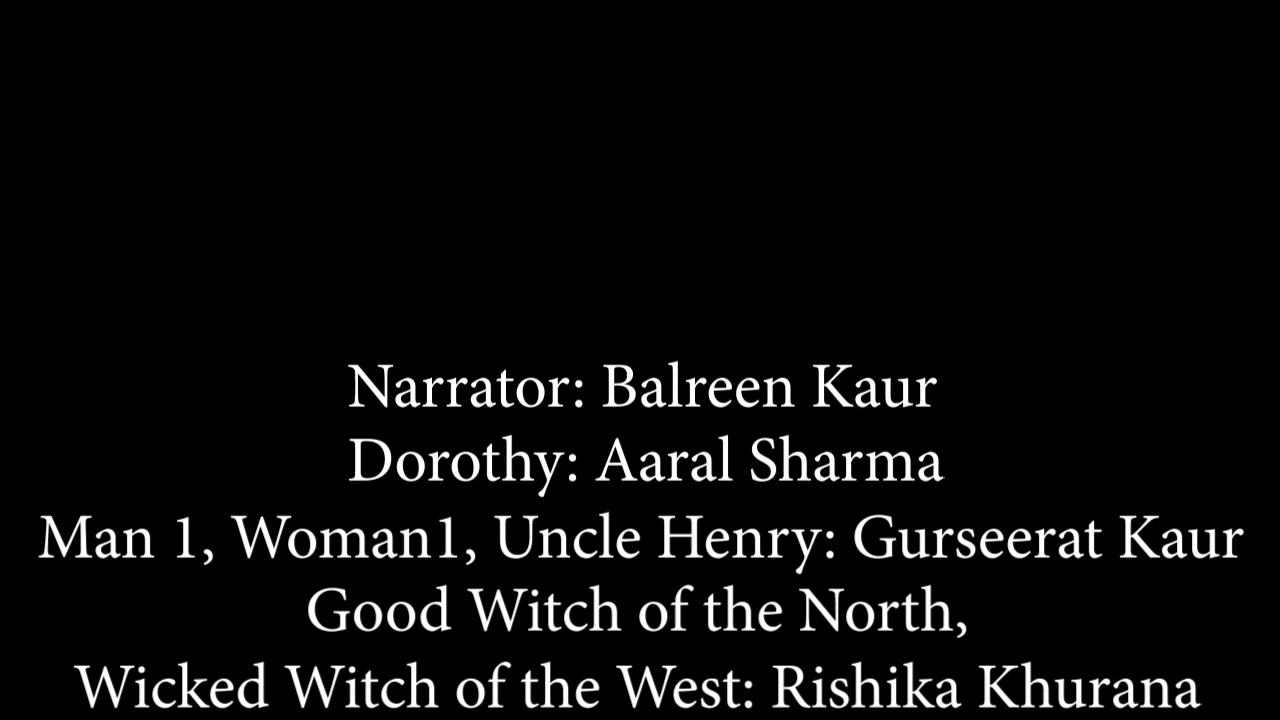 Narrator: Balreen Kaur
Dorothy: Aaral Sharma
Man 1, Woman1, Uncle Henry: Gurseerat Kaur
Good Witch of the North,
Wicked Witch of the West: Rishika Khurana